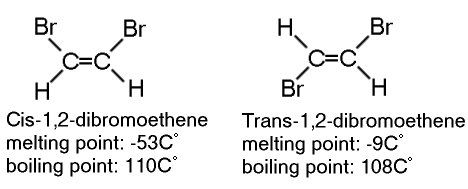 Br Br H Br
C=C C=C
H H Br H
Cis-1,2-dibromoethene
melting point: -53C°
boiling point: 110C°
Trans-1,2-dibromoethene
melting point: -9C°
boiling point: 108C°